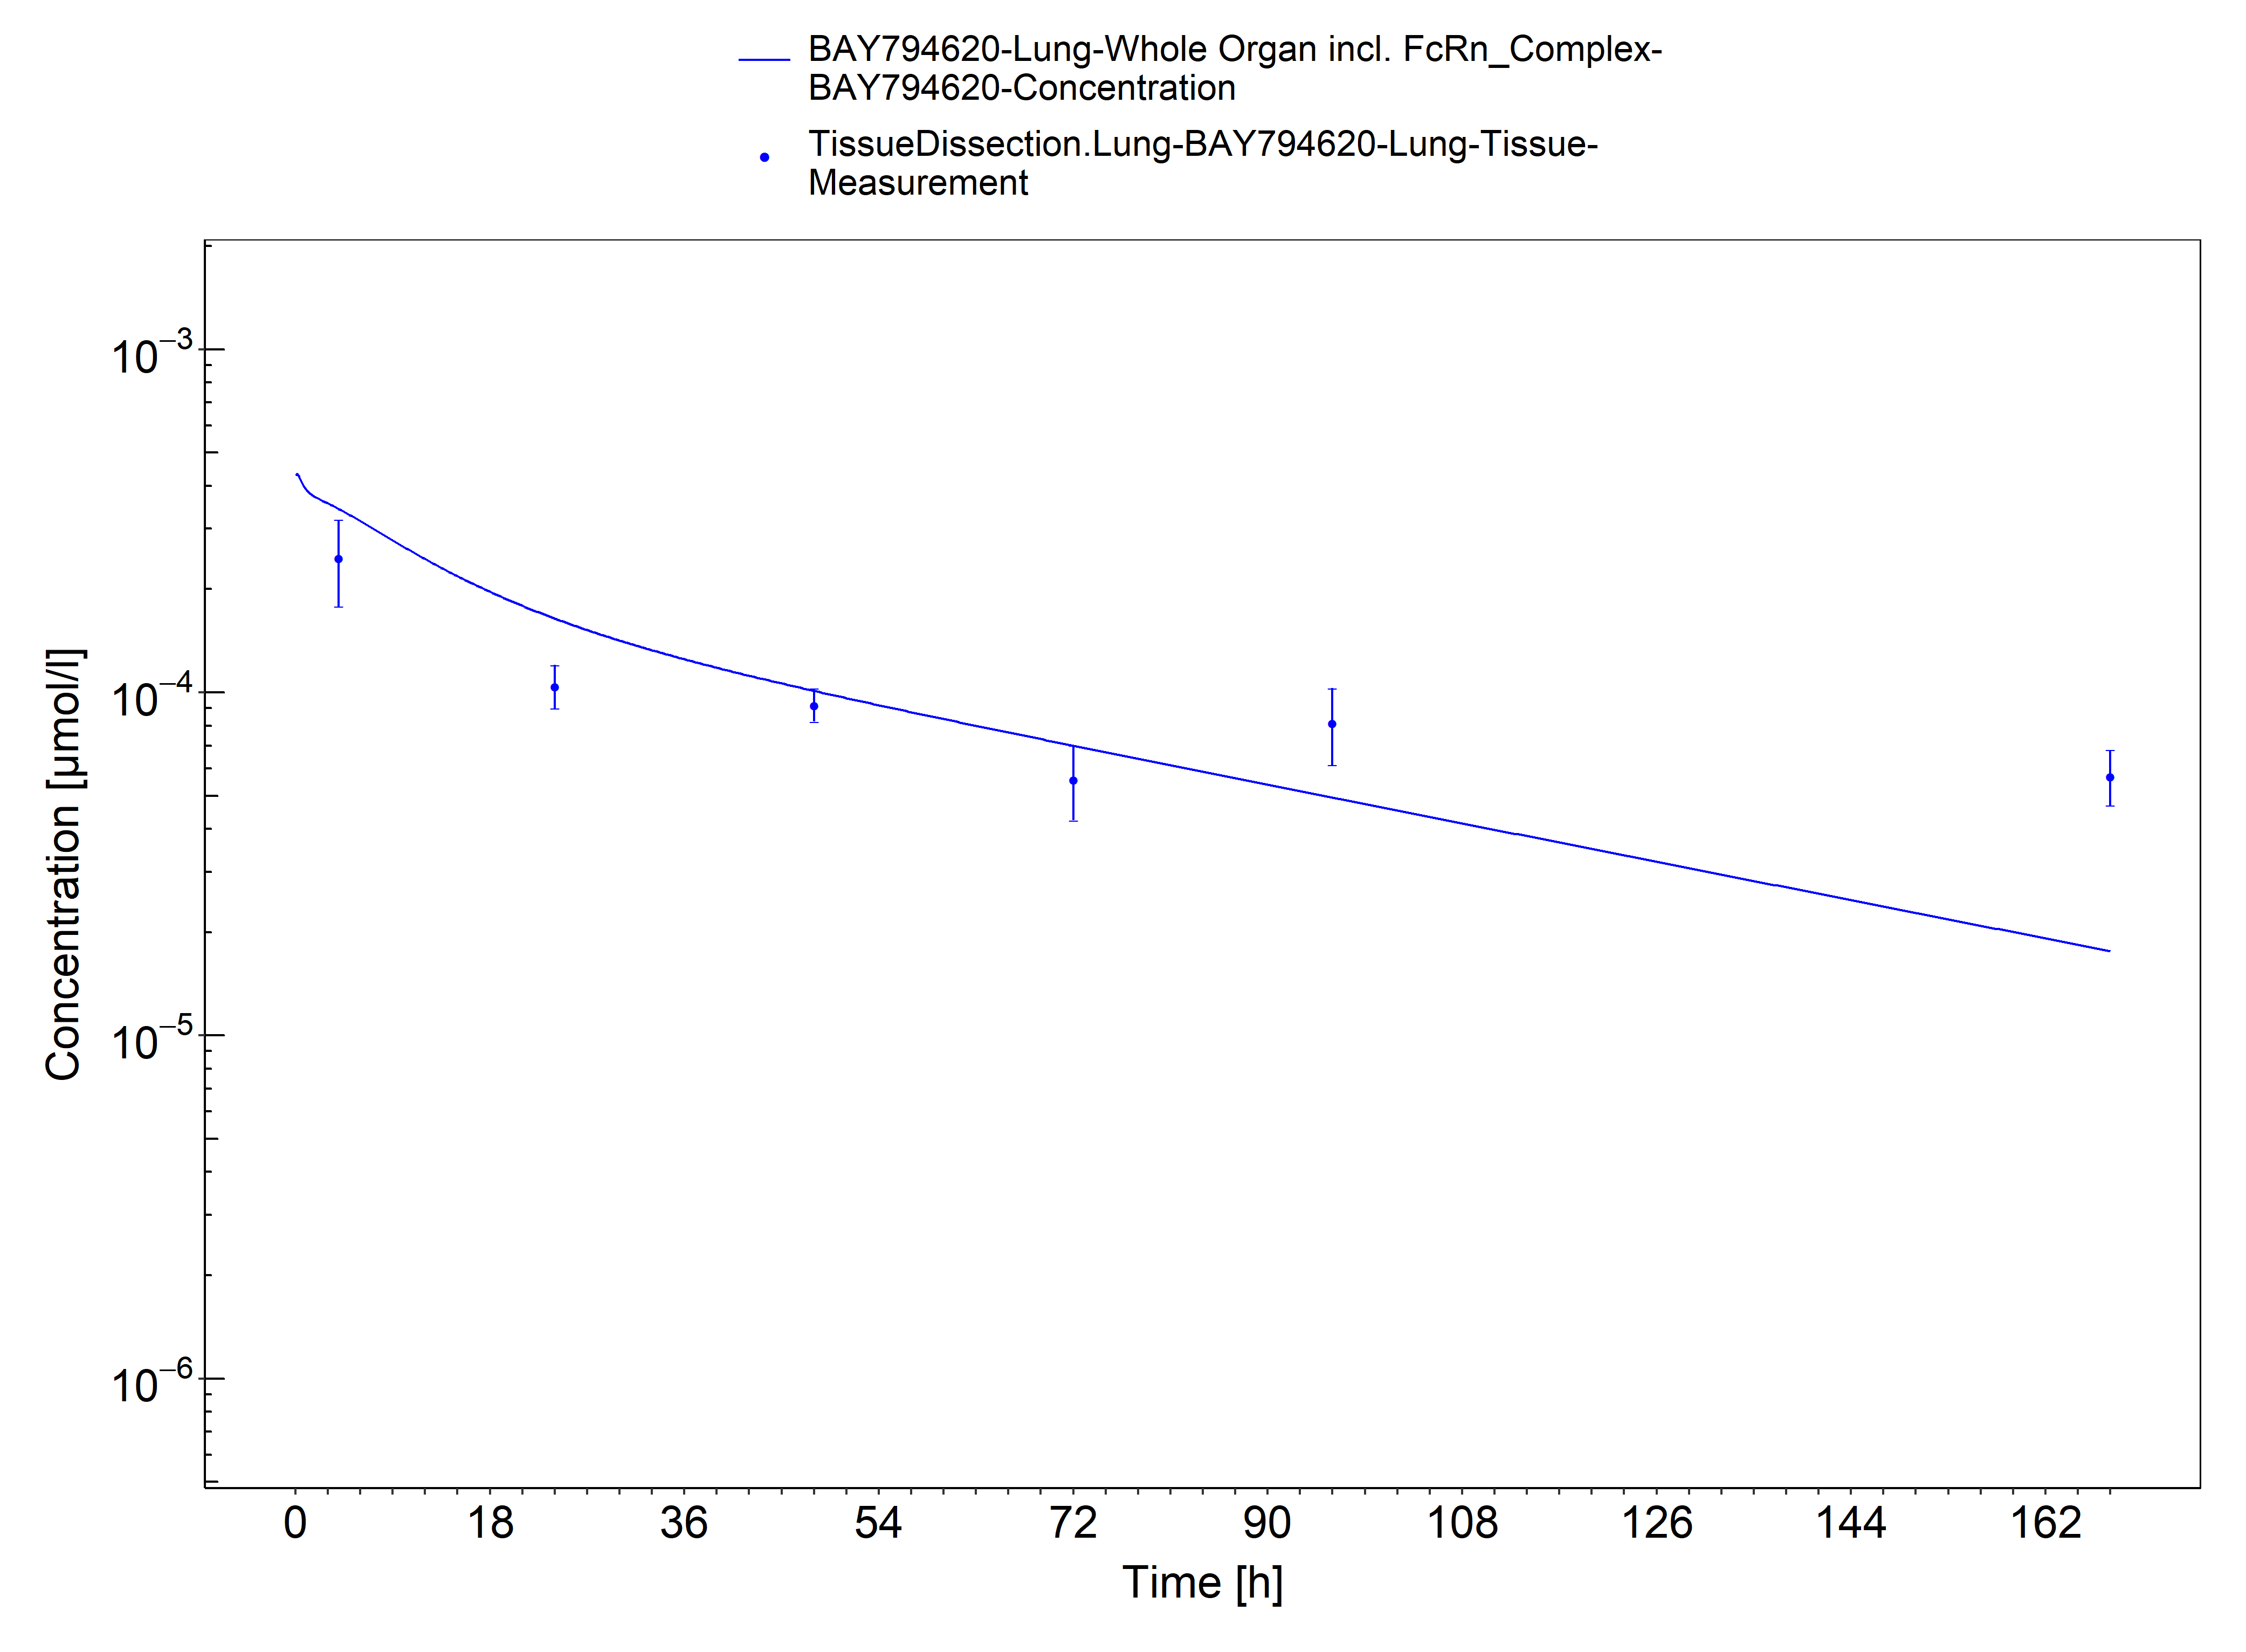 BAY794620-Lung-Whole Organ incl. FcRn_Complex-
BAY794620-Concentration
TissueDissection.Lung-BAY794620-Lung-Tissue-
Measurement
Concentration [µmol/l]
10⁻³
10⁻⁴
10⁻⁵
10⁻⁶
0 18 36 54 72 90 108 126 144 162
Time [h]